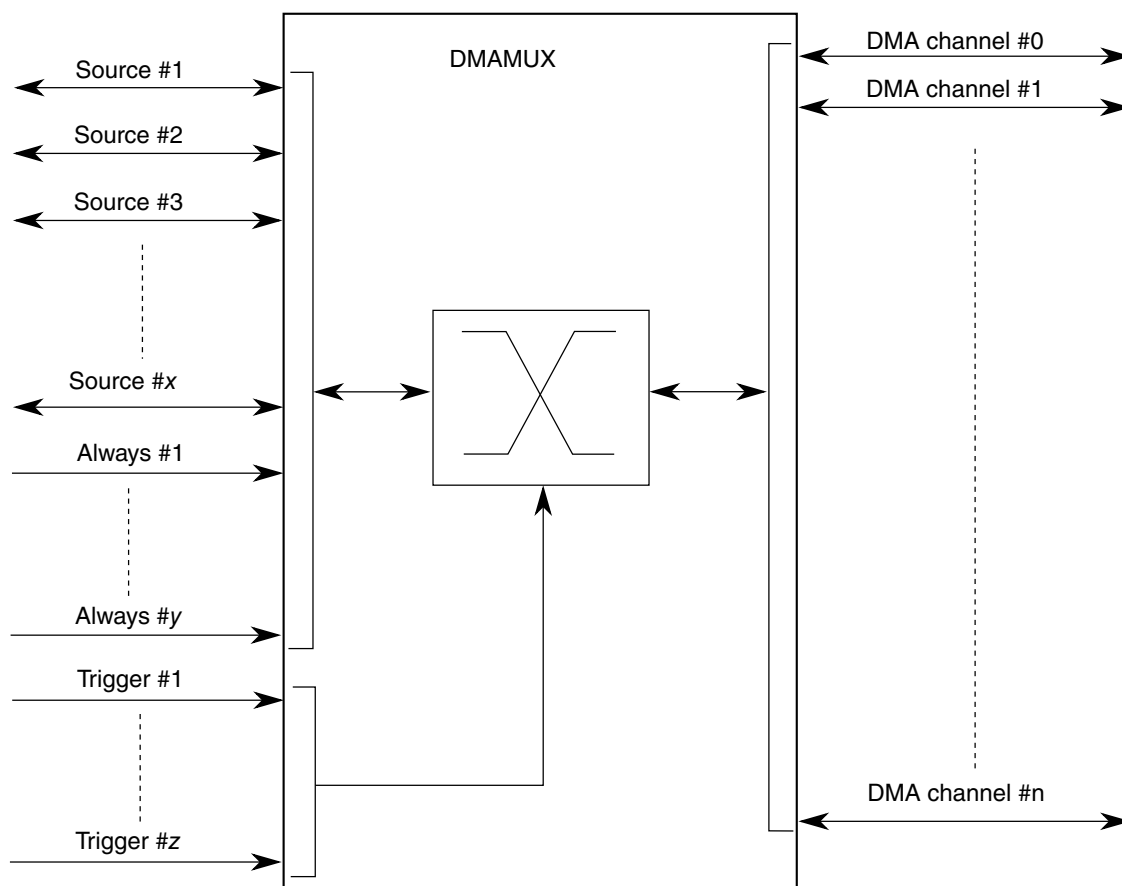 DMAMUX
Source #1
Source #2
Source #3
Source #x
Always #1
Always #y
Trigger #1
Trigger #z
DMA channel #0
DMA channel #1
DMA channel #n